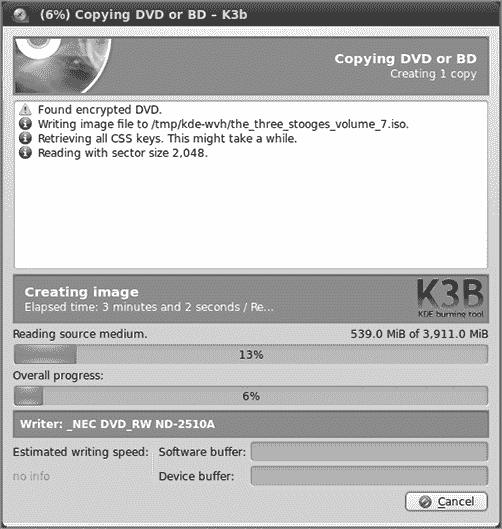 (6%) Copying DVD or BD – K3b
Copying DVD or BD
Creating 1 copy
Found encrypted DVD.
Writing image file to /tmp/kde-wvh/the_three_stooges_volume_7.iso.
Retrieving all CSS keys. This might take a while.
Reading with sector size 2,048.
Creating image
Elapsed time: 3 minutes and 2 seconds / Re...
K3B
KDE burning tool
Reading source medium. 539.0 MiB of 3,911.0 MiB
13%
Overall progress:
6%
Writer: _NEC DVD_RW ND-2510A
Estimated writing speed: Software buffer:
no info Device buffer:
Cancel